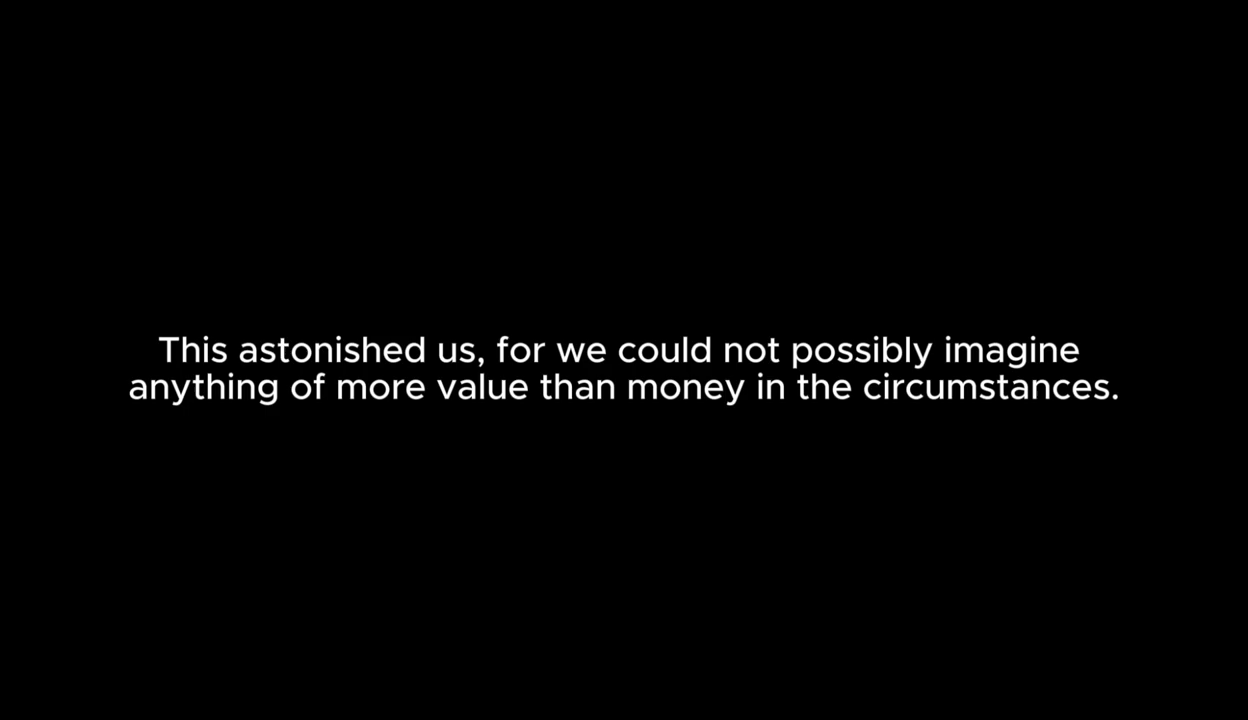 This astonished us, for we could not possibly imagine
anything of more value than money in the circumstances.